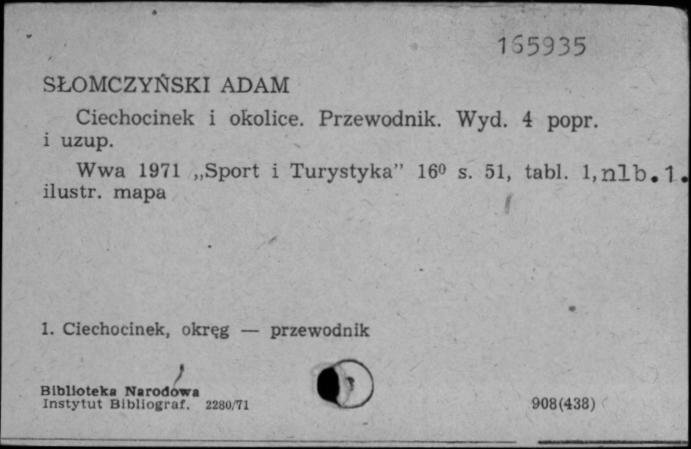 165935
SŁOMCZYŃSKI ADAM
Ciechocinek i okolice. Przewodnik. Wyd. 4 popr.
i uzup.
Wwa 1971 „Sport i Turystyka” 16⁰ s. 51, tabl. 1, nlb. 1.
ilustr. mapa
1. Ciechocinek, okręg — przewodnik
Biblioteka Narodowa
Instytut Bibliograf. 2280/71
908(438)